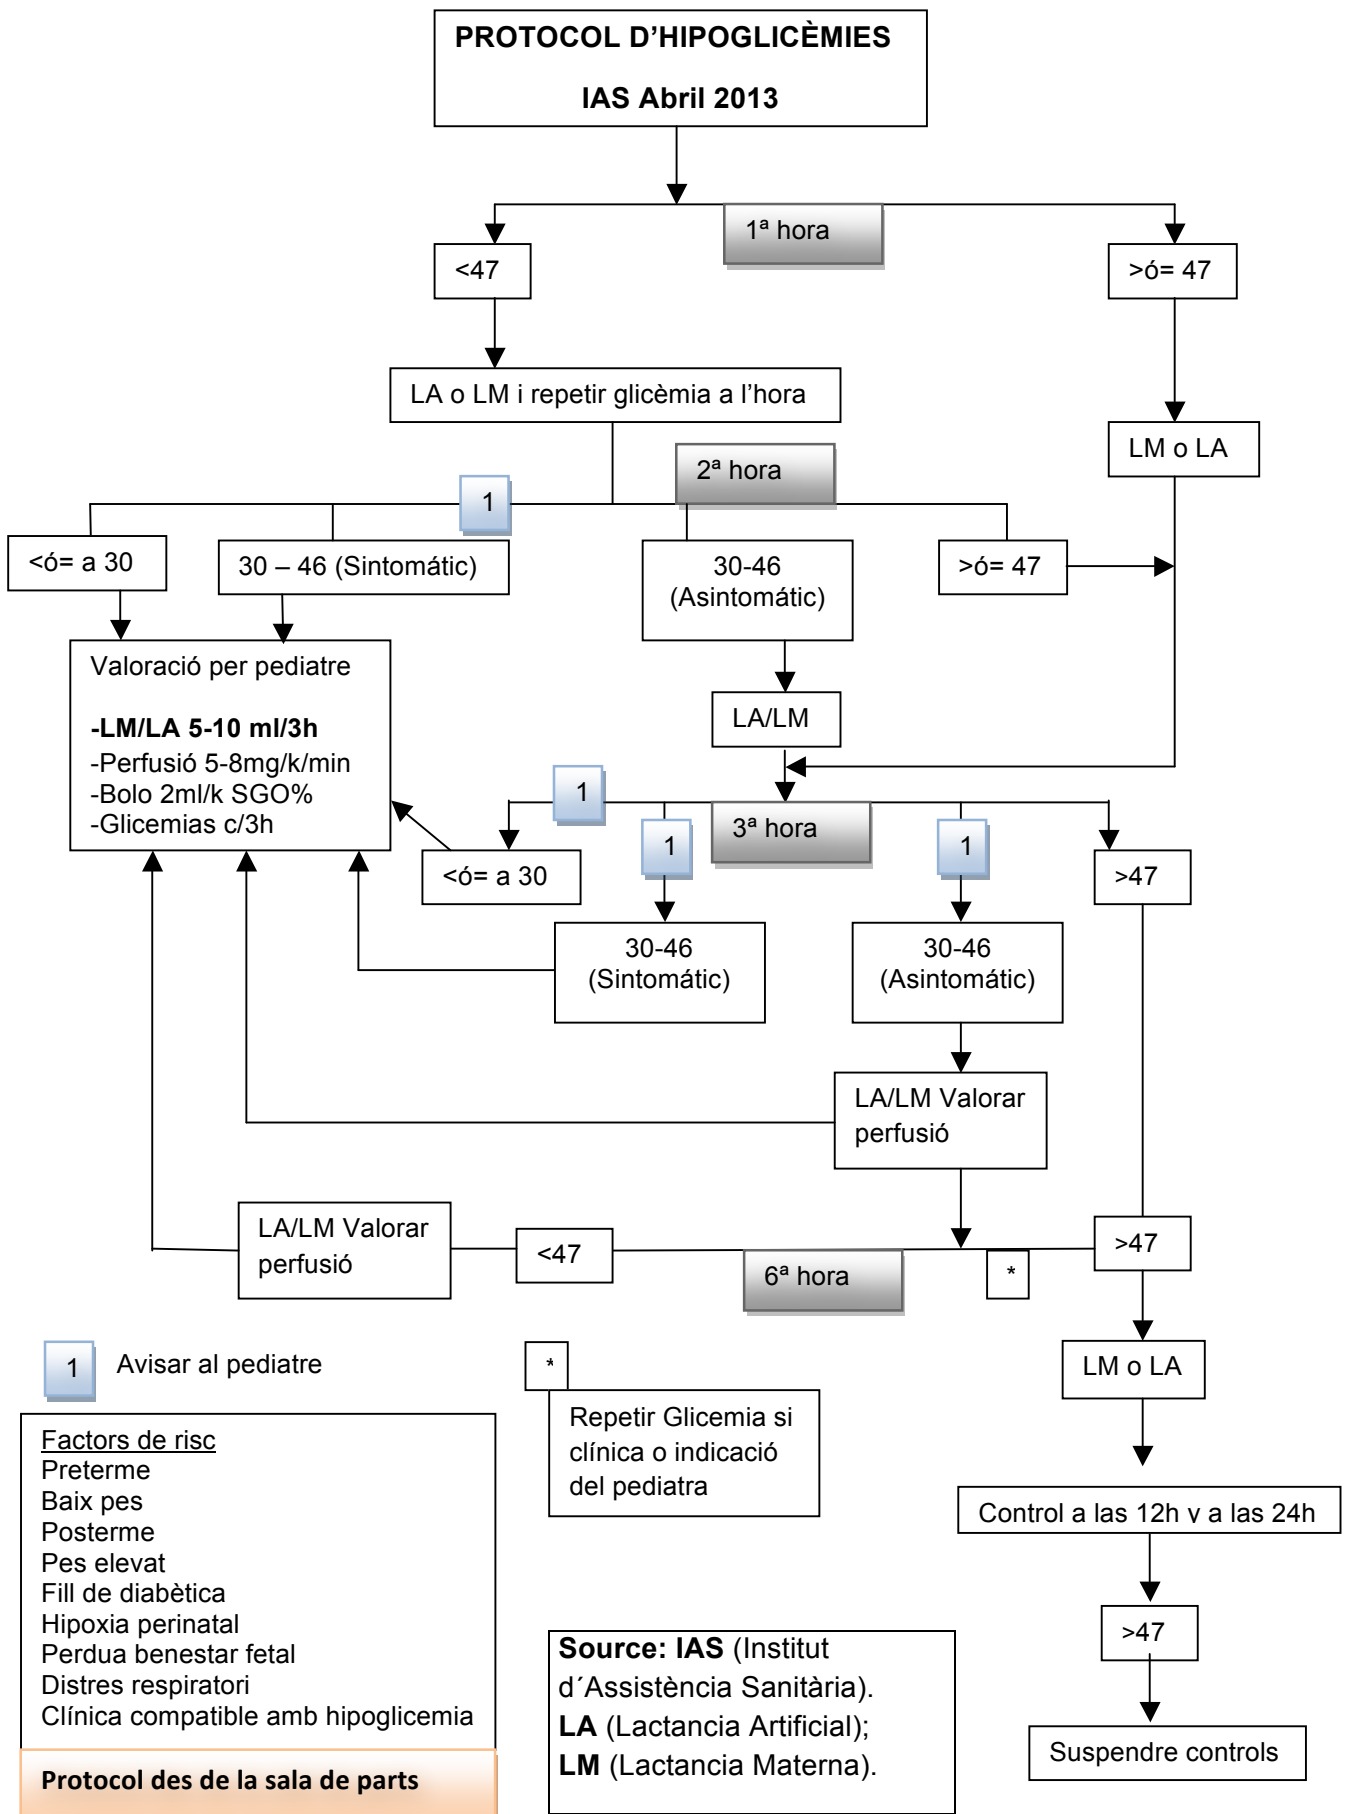 PROTOCOL D'HIPOGLICÈMIES
IAS Abril 2013
1ª hora
<47
>ó= 47
LA o LM i repetir glicèmia a l'hora
LM o LA
2ª hora
1
<ó= a 30
30 – 46 (Sintomátic)
30-46
(Asintomátic)
>ó= 47
Valoració per pediatre
-LM/LA 5-10 ml/3h
-Perfusió 5-8mg/k/min
-Bolo 2ml/k SGO%
-Glicemias c/3h
LA/LM
1
3ª hora
1
1
<ó= a 30
>47
30-46
(Sintomátic)
30-46
(Asintomátic)
LA/LM Valorar
perfusió
LA/LM Valorar
perfusió
<47
6ª hora
*
>47
1
Avisar al pediatre
*
LM o LA
Repetir Glicemia si
clínica o indicació
del pediatra
Factors de risc
Preterme
Baix pes
Posterme
Pes elevat
Fill de diabètica
Hipoxia perinatal
Perdua benestar fetal
Distres respiratori
Clínica compatible amb hipoglicemia
Protocol des de la sala de parts
Control a las 12h v a las 24h
>47
Suspendre controls
Source: IAS (Institut
d´Assistència Sanitària).
LA (Lactancia Artificial);
LM (Lactancia Materna).